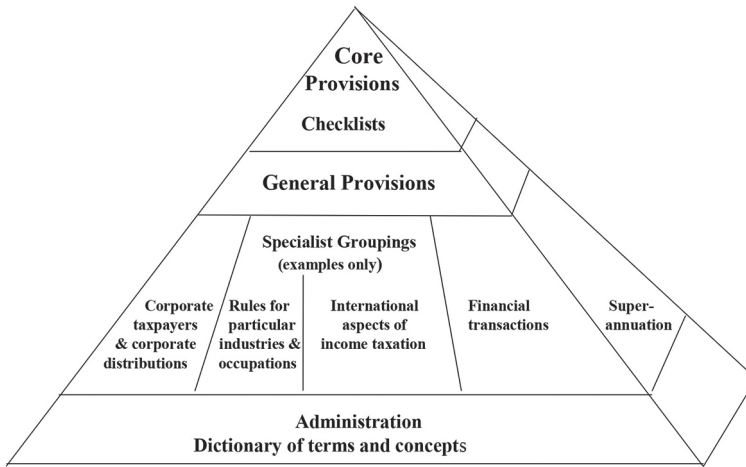 Core
Provisions
Checklists
General Provisions
Specialist Groupings
(examples only)
Corporate
taxpayers
& corporate
distributions
Rules for
particular
industries &
occupations
International
aspects of
income taxation
Financial
transactions
Super-
annuation
Administration
Dictionary of terms and concepts